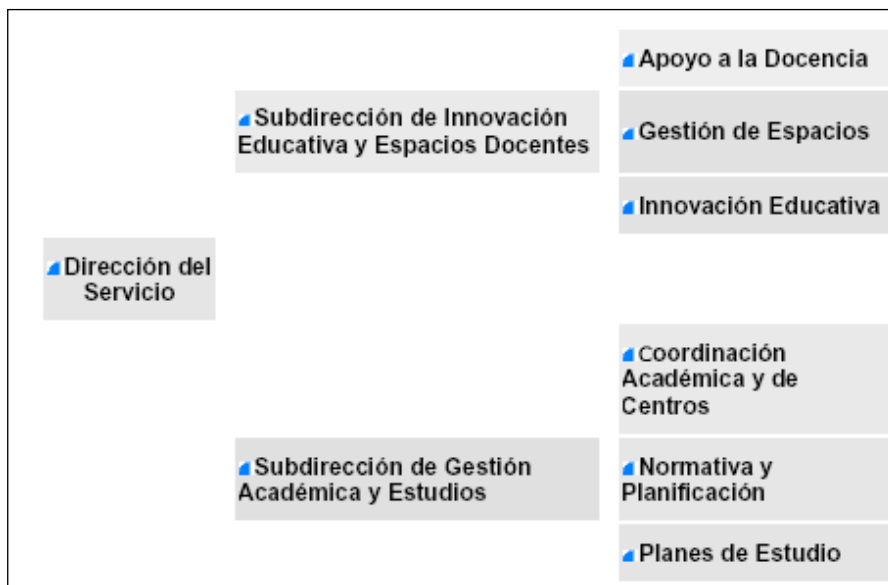 Apoyo a la Docencia
Subdirección de Innovación
Educativa y Espacios Docentes
Gestión de Espacios
Innovación Educativa
Dirección del
Servicio
Coordinación
Académica y de
Centros
Subdirección de Gestión
Académica y Estudios
Normativa y
Planificación
Planes de Estudio